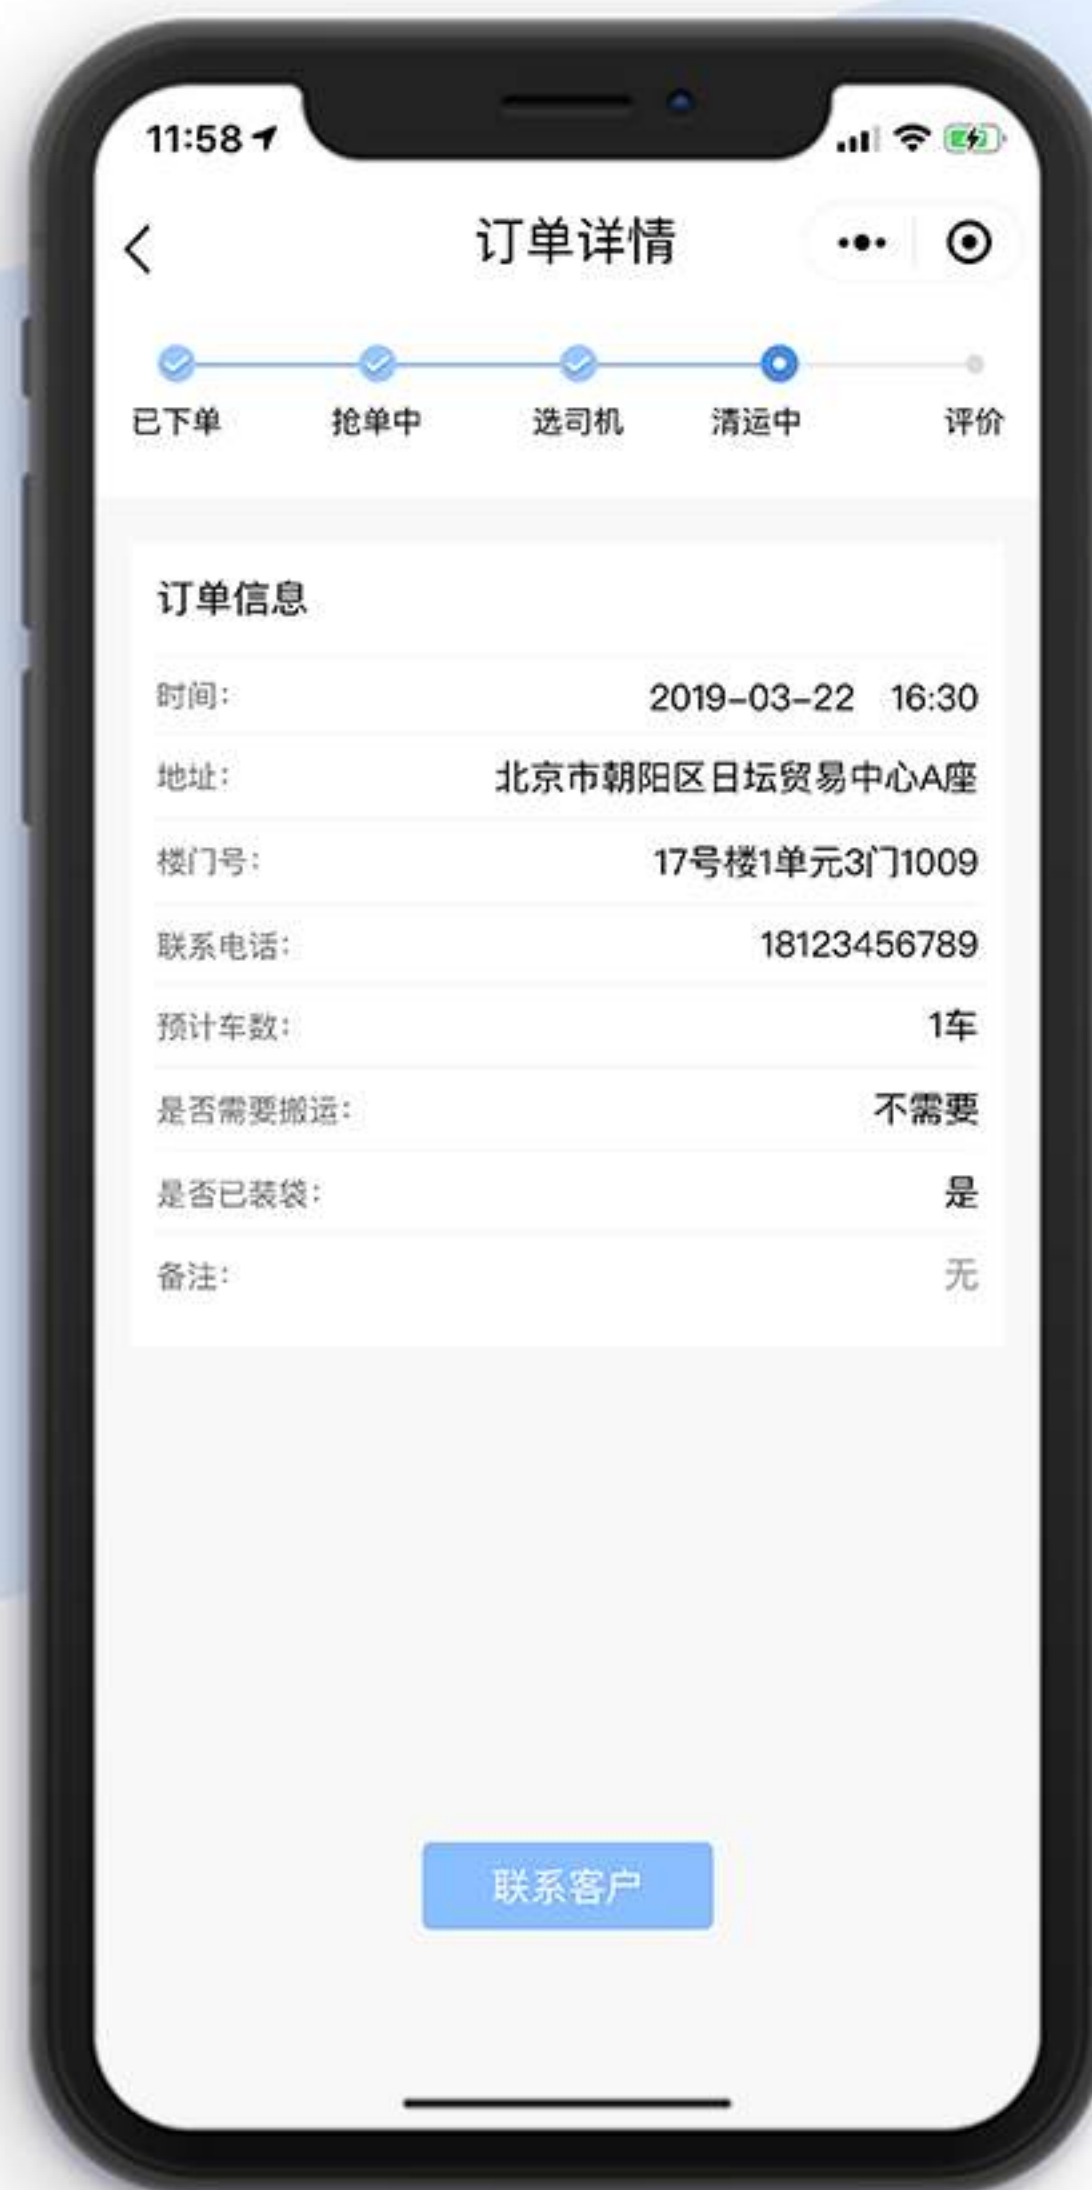 11:58
订单详情
已下单 抢单中 选司机 清运中 评价
订单信息
时间: 2019-03-22 16:30
地址: 北京市朝阳区日坛贸易中心A座
楼门号: 17号楼1单元3门1009
联系电话: 18123456789
预计车数: 1车
是否需要搬运: 不需要
是否已装袋: 是
备注: 无
联系客户